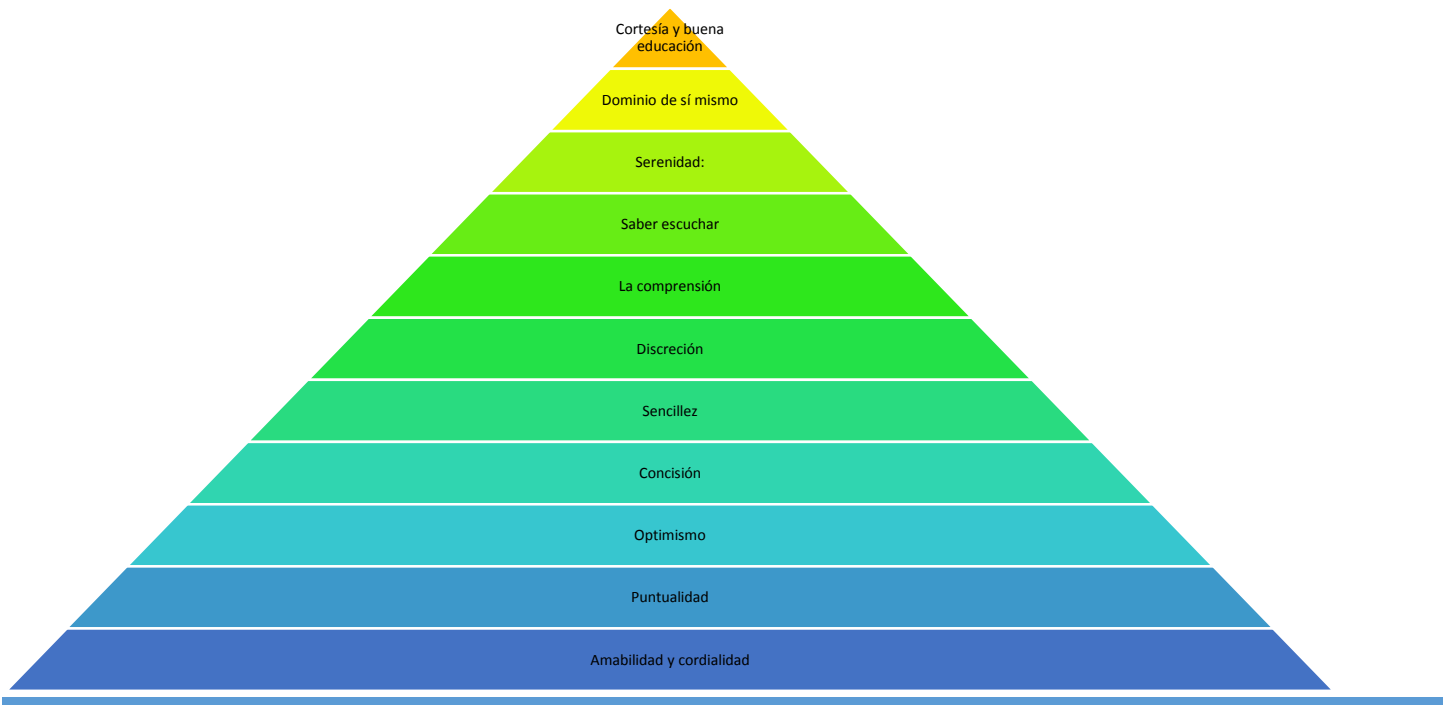 Cortesía y buena
educación
Dominio de sí mismo
Serenidad:
Saber escuchar
La comprensión
Discreción
Sencillez
Concisión
Optimismo
Puntualidad
Amabilidad y cordialidad